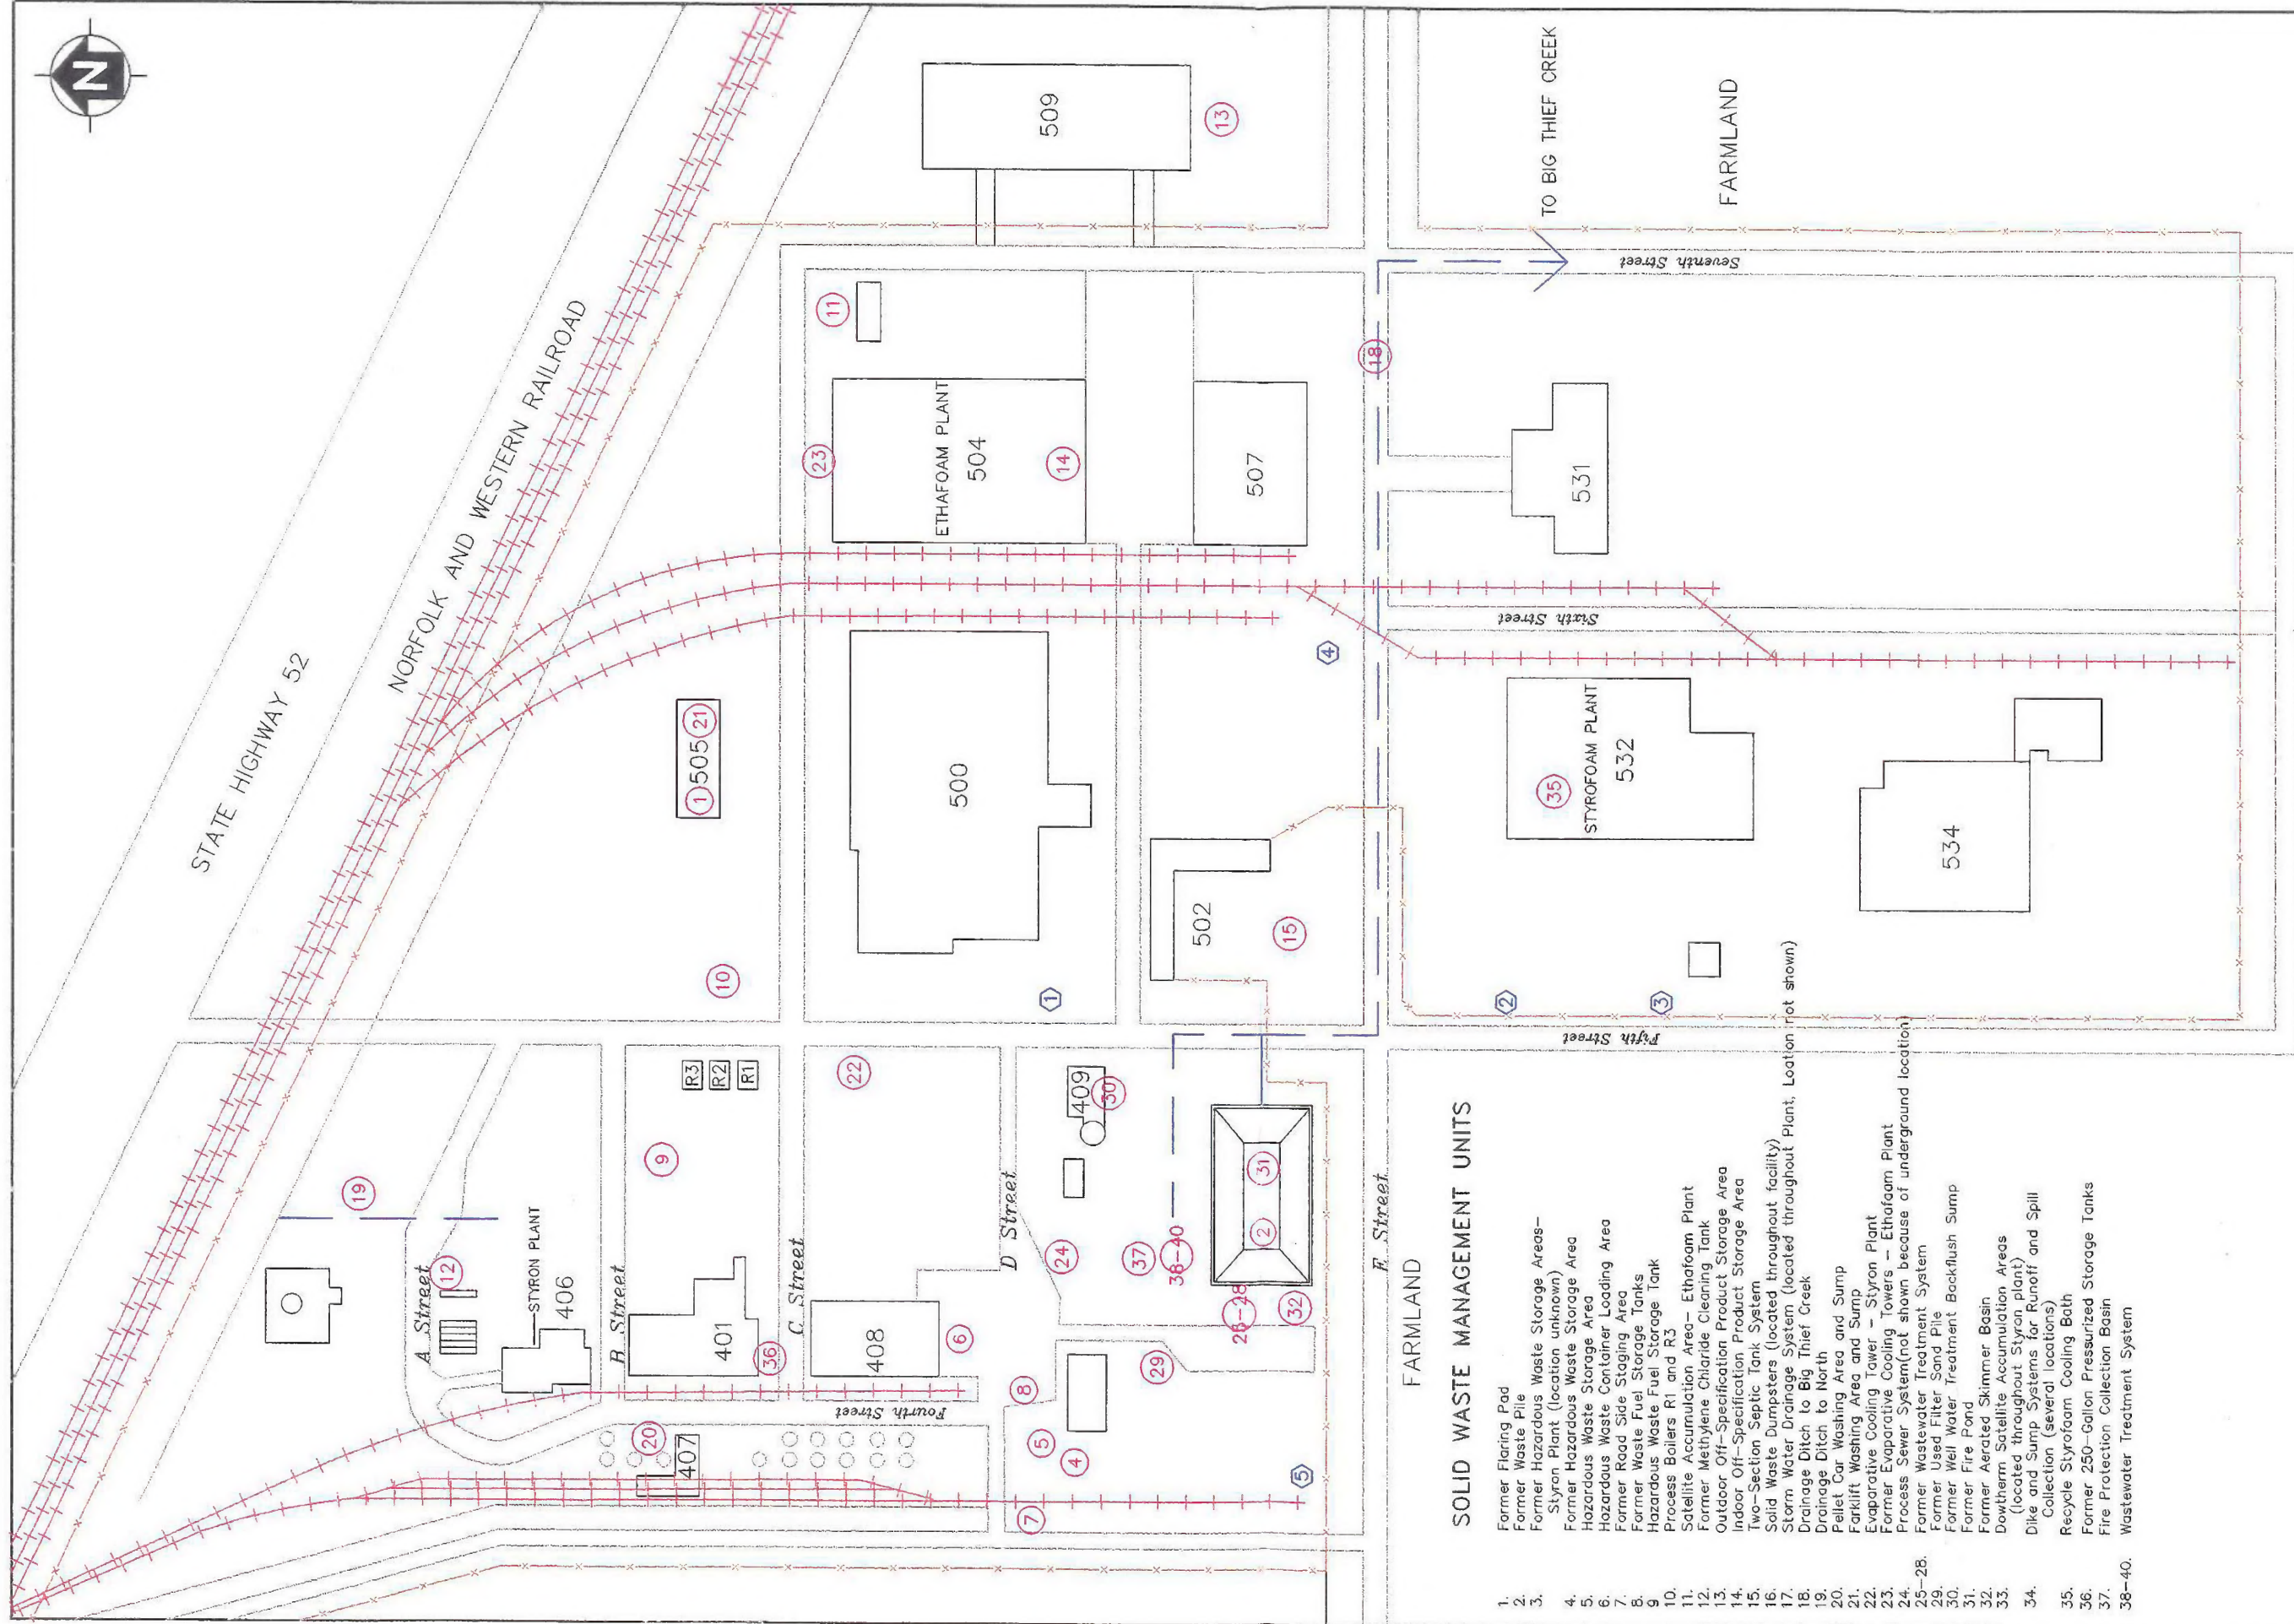 N
STATE HIGHWAY 52
NORFOLK AND WESTERN RAILROAD
509
13
11
23
ETHAFOAM PLANT
504
14
507
18
TO BIG THIEF CREEK
FARMLAND
Seventh Street
531
Sixth Street
4
1 505 21
500
10
1
502
15
35
STYROFOAM PLANT
532
534
2
3
Fifth Street
19
12
A Street
STYRON PLANT
406
B Street
R3
R2
R1
9
401
36
C Street
22
408
6
D Street
409
30
24
37
38-40
31
2
25-28
32
29
8
5
4
7
5
20
407
Fourth Street
E Street
FARMLAND
SOLID WASTE MANAGEMENT UNITS
1. Former Flaring Pad
2. Former Waste Pile
3. Former Hazardous Waste Storage Areas-
Styron Plant (location unknown)
4. Former Hazardous Waste Storage Area
5. Hazardous Waste Storage Area
6. Hazardous Waste Container Loading Area
7. Former Road Side Staging Area
8. Former Waste Fuel Storage Tanks
9 Hazardous Waste Fuel Storage Tank
10. Process Boilers R1 and R3
11. Satellite Accumulation Area- Ethafoam Plant
12. Former Methylene Chloride Cleaning Tank
13. Outdoor Off-Specification Product Storage Area
14. Indoor Off-Specification Product Storage Area
15. Two-Section Septic Tank System
16. Solid Waste Dumpsters (located throughout facility)
17. Storm Water Drainage System (located throughout Plant, Loation not shown)
18. Drainage Ditch to Big Thief Creek
19. Drainage Ditch to North
20. Pellet Car Washing Area and Sump
21. Forklift Washing Area and Sump
22. Evaporative Cooling Tower - Styron Plant
23. Former Evaporative Cooling Towers - Ethafoam Plant
24. Process Sewer System(not shown because of underground location)
25-28. Former Wastewater Treatment System
29. Former Used Filter Sand Pile
30. Former Well Water Treatment Backflush Sump
31. Former Fire Pond
32. Former Aerated Skimmer Basin
33. Dowtherm Satellite Accumulation Areas
(located throughout Styron plant)
34. Dike and Sump Systems for Runoff and Spill
Collection (several locations)
35. Recycle Styrofoam Cooling Bath
36. Former 250-Gallon Pressurized Storage Tanks
37. Fire Protection Collection Basin
38-40. Wastewater Treatment System